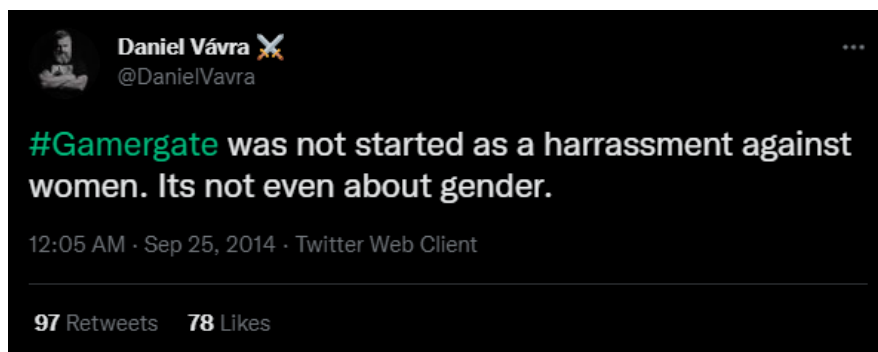 Daniel Vávra ⚔️
@DanielVavra
#Gamergate was not started as a harrassment against
women. Its not even about gender.
12:05 AM · Sep 25, 2014 · Twitter Web Client
97 Retweets 78 Likes